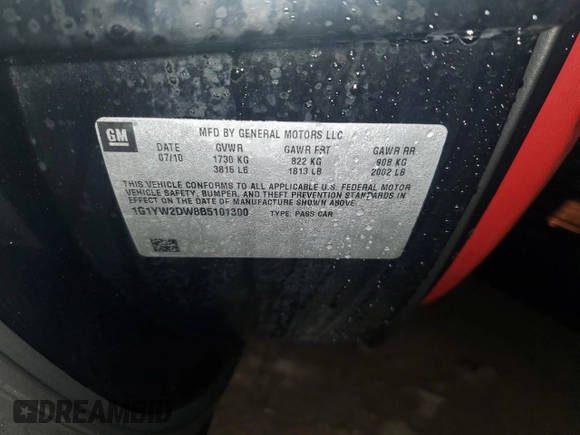 GM
MFD BY GENERAL MOTORS LLC
DATE GVWR GAWR FRT GAWR RR
07/10 1730 KG 822 KG 908 KG
3815 LB 1813 LB 2002 LB
THIS VEHICLE CONFORMS TO ALL APPLICABLE U.S. FEDERAL MOTOR
VEHICLE SAFETY, BUMPER, AND THEFT PREVENTION STANDARDS IN
EFFECT ON THE DATE OF MANUFACTURE SHOWN ABOVE.
1G1YW2DW8B5101300 TYPE: PASS CAR
DREAMBID